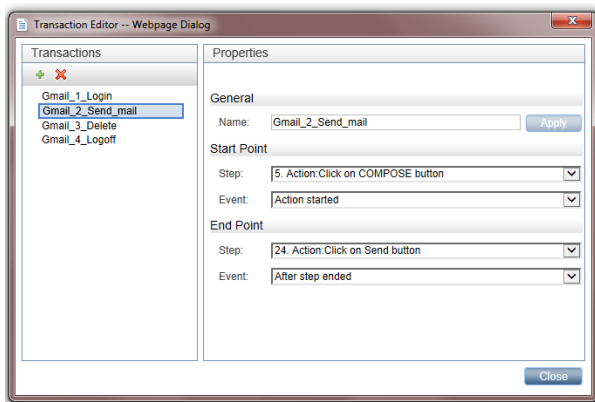 Transaction Editor -- Webpage Dialog
Transactions
Gmail_1_Login
Gmail_2_Send_mail
Gmail_3_Delete
Gmail_4_Logoff
Properties
General
Name: Gmail_2_Send_mail Apply
Start Point
Step: 5. Action:Click on COMPOSE button
Event: Action started
End Point
Step: 24. Action:Click on Send button
Event: After step ended
Close